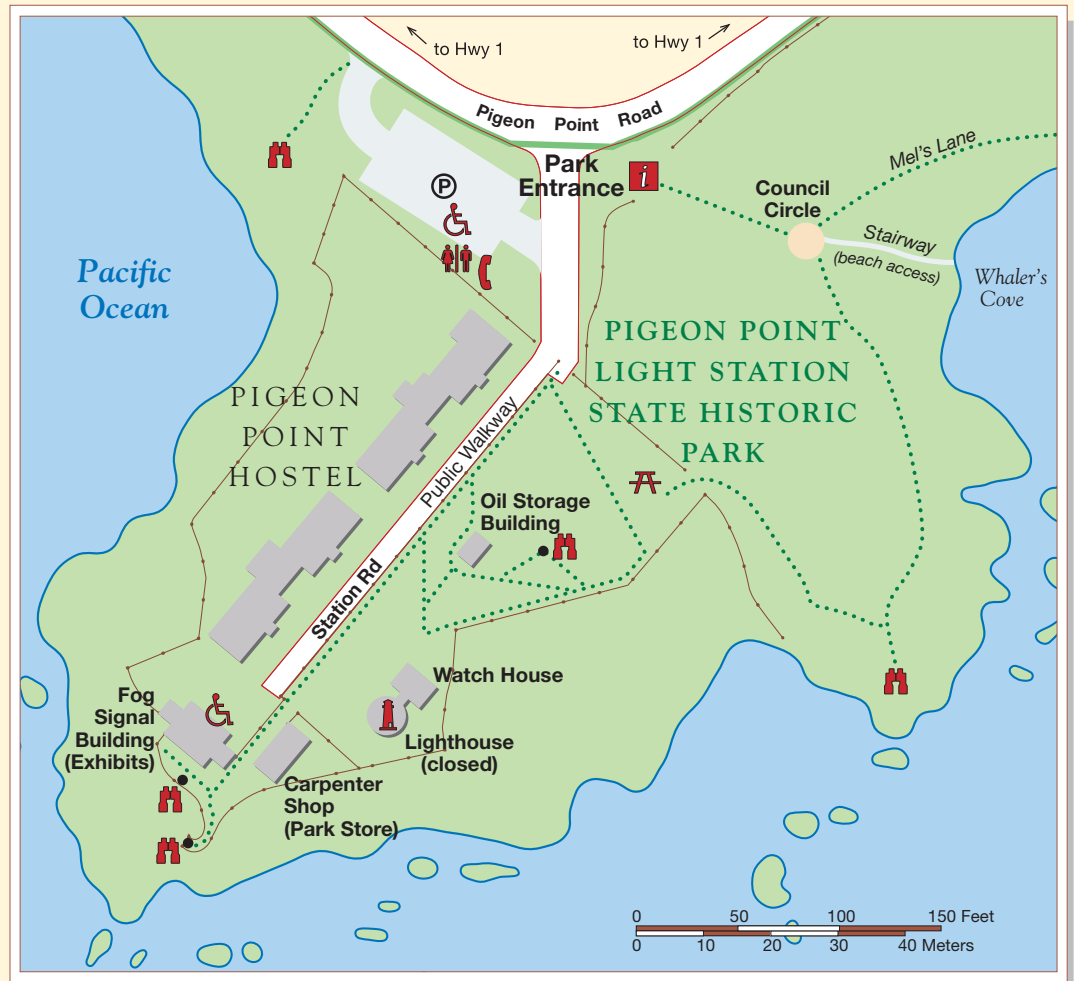 to Hwy 1
to Hwy 1
Pigeon Point Road
Park
Entrance
i
P
Mel's Lane
Council
Circle
Stairway
(beach access)
Whaler's
Cove
Pacific
Ocean
PIGEON POINT
LIGHT STATION
STATE HISTORIC
PARK
PIGEON
POINT
HOSTEL
Public Walkway
Oil Storage
Building
Station Rd
Watch House
Fog
Signal
Building
(Exhibits)
Lighthouse
(closed)
Carpenter
Shop
(Park Store)
0 50 100 150 Feet
0 10 20 30 40 Meters